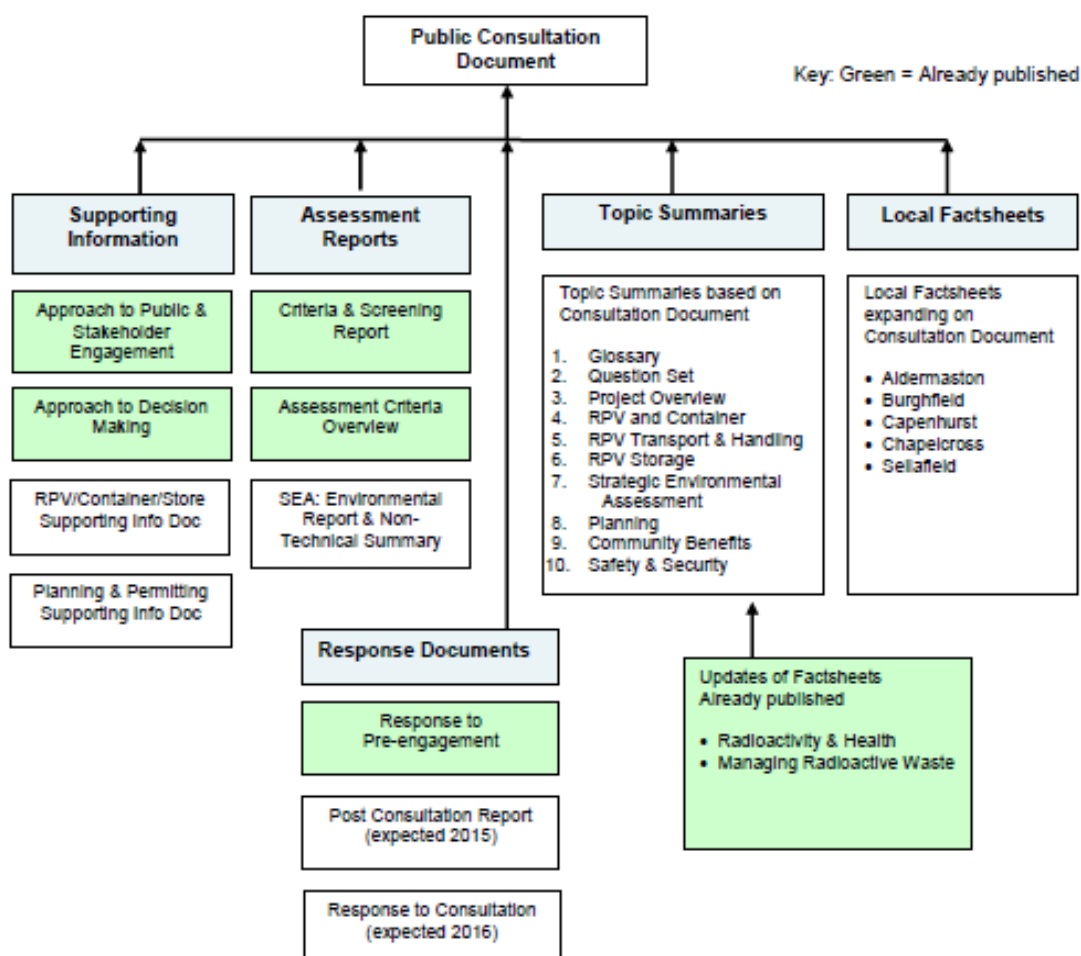 Public Consultation
Document
Key: Green = Already published
Supporting
Information
Approach to Public &
Stakeholder
Engagement
Approach to Decision
Making
RPV/Container/Store
Supporting Info Doc
Planning & Permitting
Supporting Info Doc
Assessment
Reports
Criteria & Screening
Report
Assessment Criteria
Overview
SEA: Environmental
Report & Non-
Technical Summary
Response Documents
Response to
Pre-engagement
Post Consultation Report
(expected 2015)
Response to Consultation
(expected 2016)
Topic Summaries
Topic Summaries based on
Consultation Document
1. Glossary
2. Question Set
3. Project Overview
4. RPV and Container
5. RPV Transport & Handling
6. RPV Storage
7. Strategic Environmental
Assessment
8. Planning
9. Community Benefits
10. Safety & Security
Updates of Factsheets
Already published
• Radioactivity & Health
• Managing Radioactive Waste
Local Factsheets
Local Factsheets
expanding on
Consultation Document
• Aldermaston
• Burghfield
• Capenhurst
• Chapelcross
• Sellafield